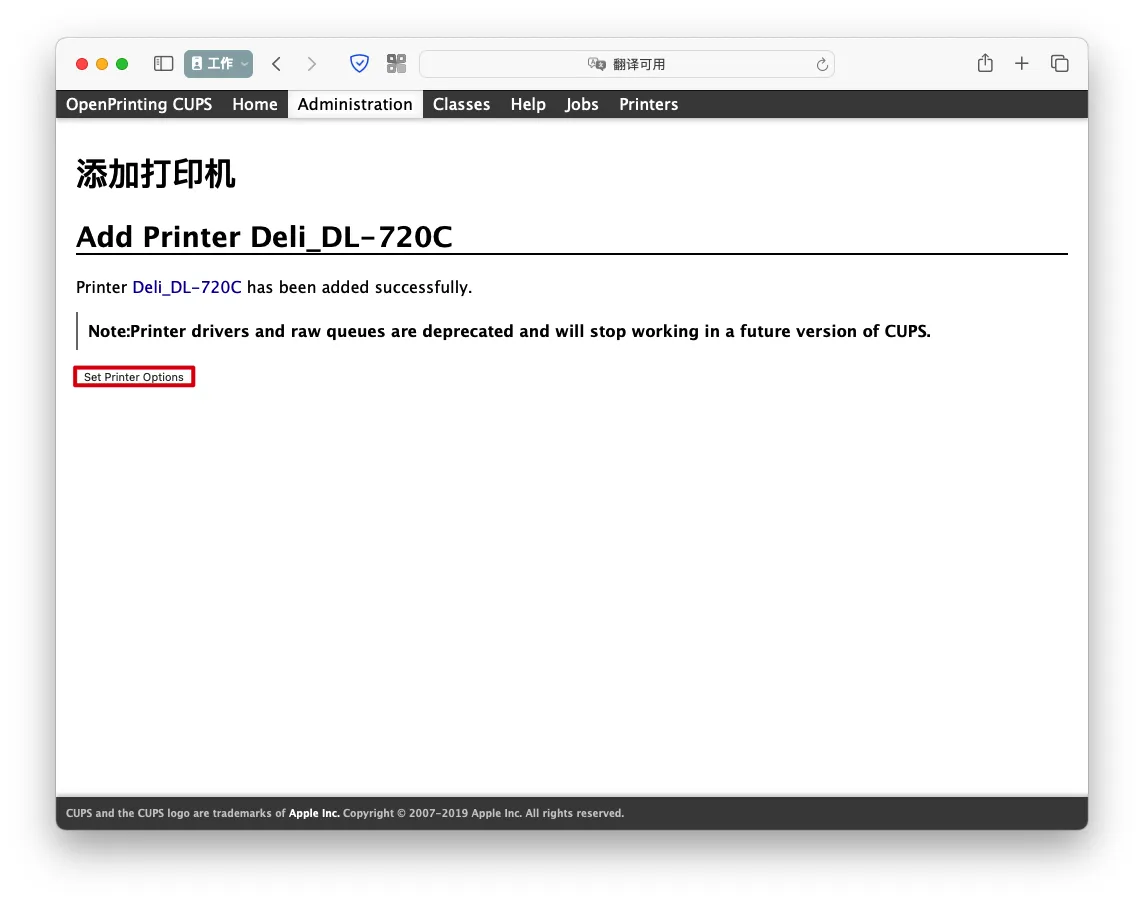 工作
翻译可用
OpenPrinting CUPS Home Administration Classes Help Jobs Printers
添加打印机
Add Printer Deli_DL-720C
Printer Deli_DL-720C has been added successfully.
Note:Printer drivers and raw queues are deprecated and will stop working in a future version of CUPS.
Set Printer Options
CUPS and the CUPS logo are trademarks of Apple Inc. Copyright © 2007-2019 Apple Inc. All rights reserved.